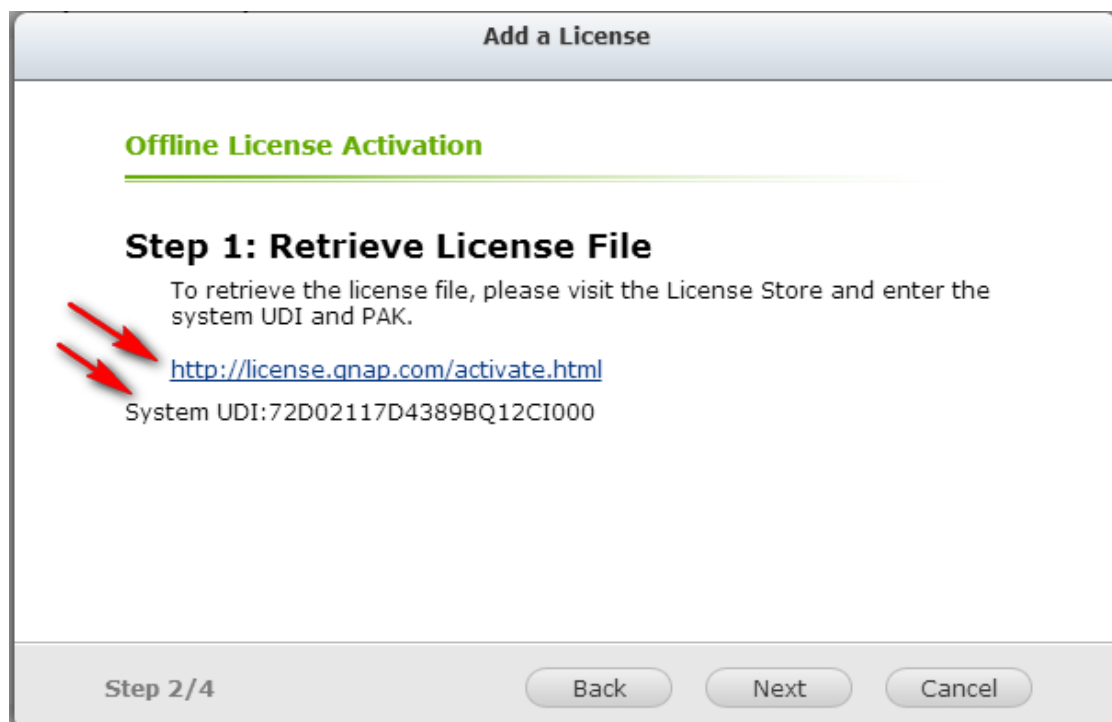 Add a License
Offline License Activation
Step 1: Retrieve License File
To retrieve the license file, please visit the License Store and enter the
system UDI and PAK.
http://license.qnap.com/activate.html
System UDI:72D02117D4389BQ12CI000
Step 2/4
Back
Next
Cancel